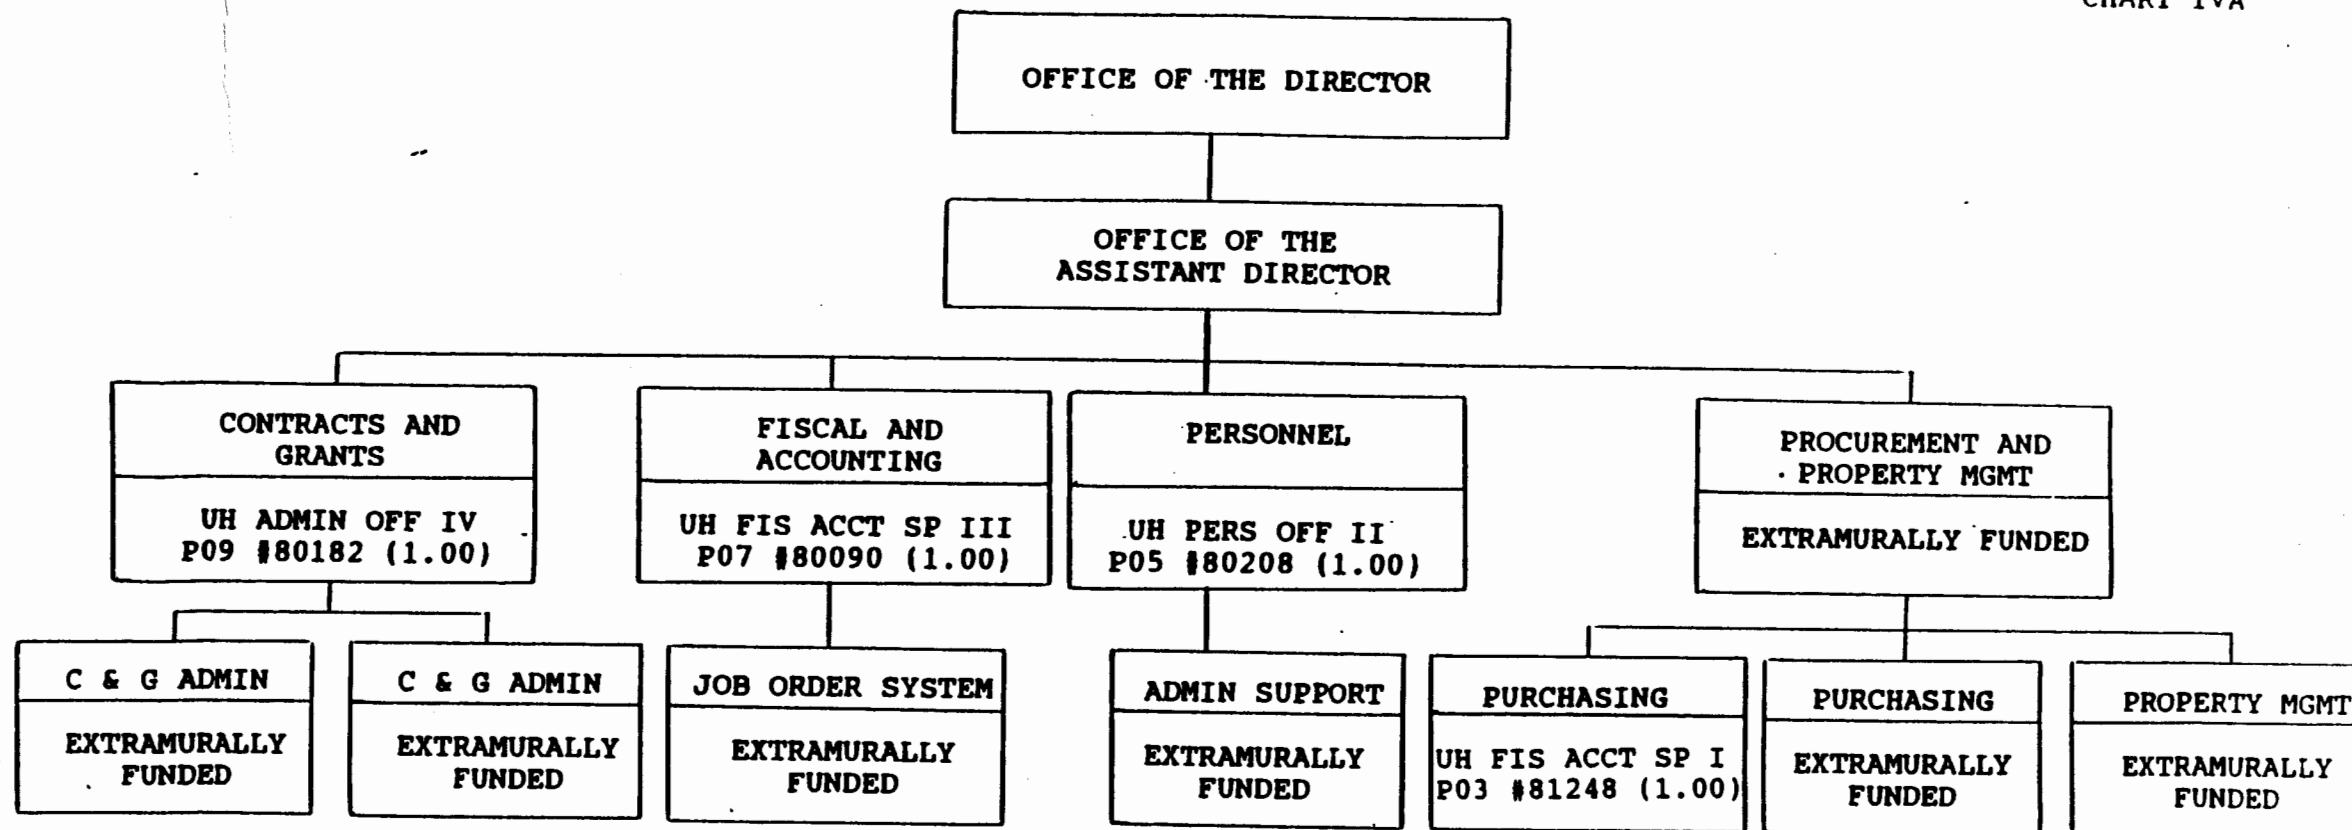 CHART IVA
OFFICE OF THE DIRECTOR
OFFICE OF THE
ASSISTANT DIRECTOR
CONTRACTS AND
GRANTS
UH ADMIN OFF IV
P09 #80182 (1.00)
FISCAL AND
ACCOUNTING
UH FIS ACCT SP III
P07 #80090 (1.00)
PERSONNEL
UH PERS OFF II
P05 #80208 (1.00)
PROCUREMENT AND
PROPERTY MGMT
EXTRAMURALLY FUNDED
C & G ADMIN
EXTRAMURALLY
FUNDED
C & G ADMIN
EXTRAMURALLY
FUNDED
JOB ORDER SYSTEM
EXTRAMURALLY
FUNDED
ADMIN SUPPORT
EXTRAMURALLY
FUNDED
PURCHASING
UH FIS ACCT SP I
P03 #81248 (1.00)
PURCHASING
EXTRAMURALLY
FUNDED
PROPERTY MGMT
EXTRAMURALLY
FUNDED